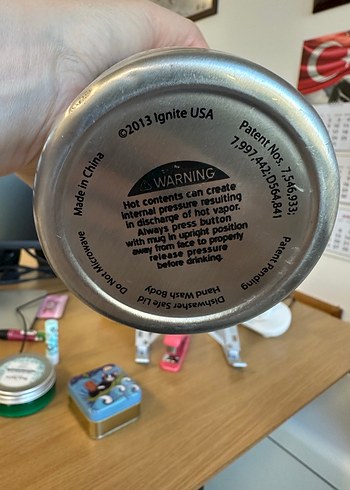 ©2013 Ignite USA
Patent Nos. 7,546,933;
7,997,442; D564,841
Patent Pending
Dishwasher Safe Lid
Hand Wash Body
Do Not Microwave
Made in China
⚠ WARNING
Hot contents can create
internal pressure resulting
in discharge of hot vapor.
Always press button
with mug in upright position
away from face to properly
release pressure
before drinking.